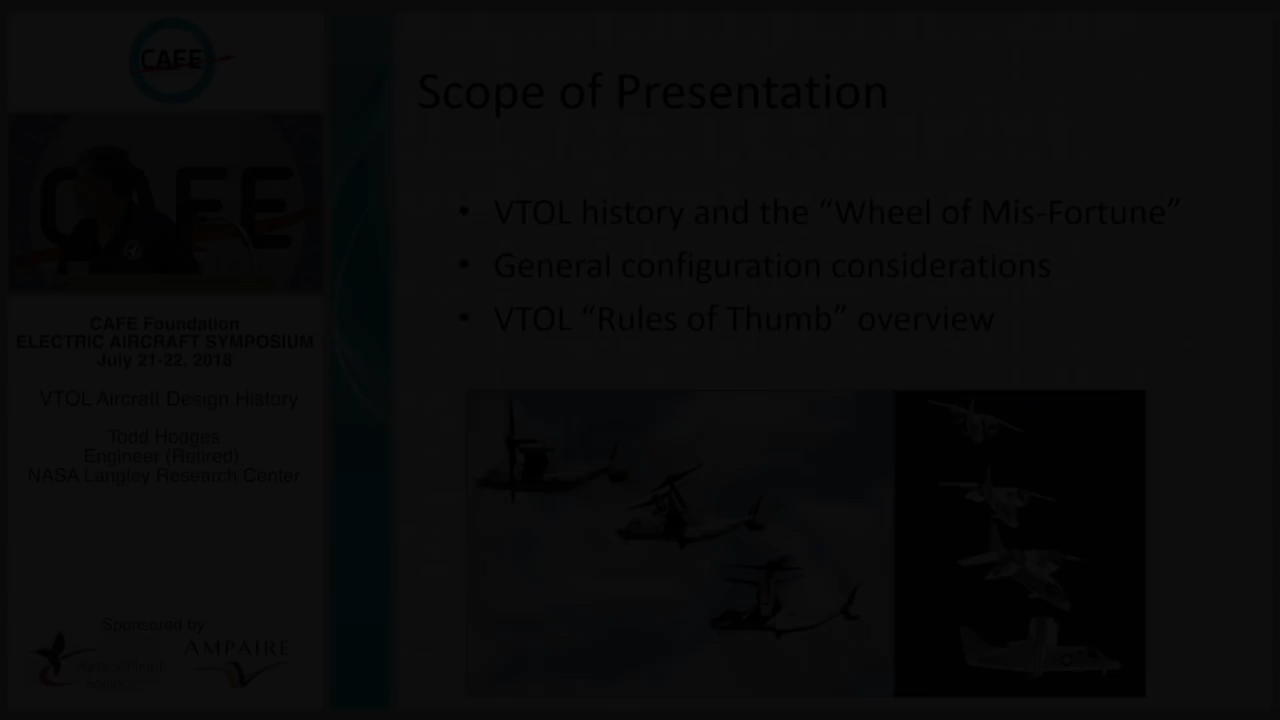 CAFE
CAFE
CAFE Foundation
ELECTRIC AIRCRAFT SYMPOSIUM
July 21-22, 2018
VTOL Aircraft Design History
Todd Hodges
Engineer (Retired)
NASA Langley Research Center
Sponsored by
AMPAIRE
Scope of Presentation
• VTOL history and the “Wheel of Mis-Fortune”
• General configuration considerations
• VTOL “Rules of Thumb” overview